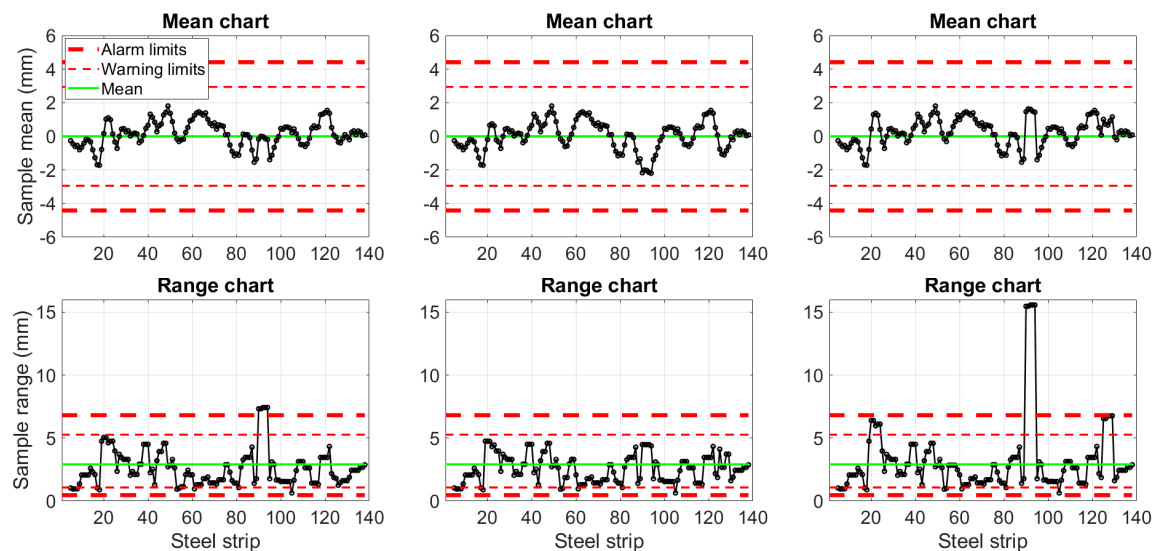 Mean chart
Mean chart
Mean chart
Sample mean (mm)
6
4
2
0
-2
-4
-6
Alarm limits
Warning limits
Mean
20 40 60 80 100 120 140
6
4
2
0
-2
-4
-6
20 40 60 80 100 120 140
6
4
2
0
-2
-4
-6
20 40 60 80 100 120 140
Range chart
Range chart
Range chart
Sample range (mm)
15
10
5
0
20 40 60 80 100 120 140
Steel strip
15
10
5
0
20 40 60 80 100 120 140
Steel strip
15
10
5
0
20 40 60 80 100 120 140
Steel strip